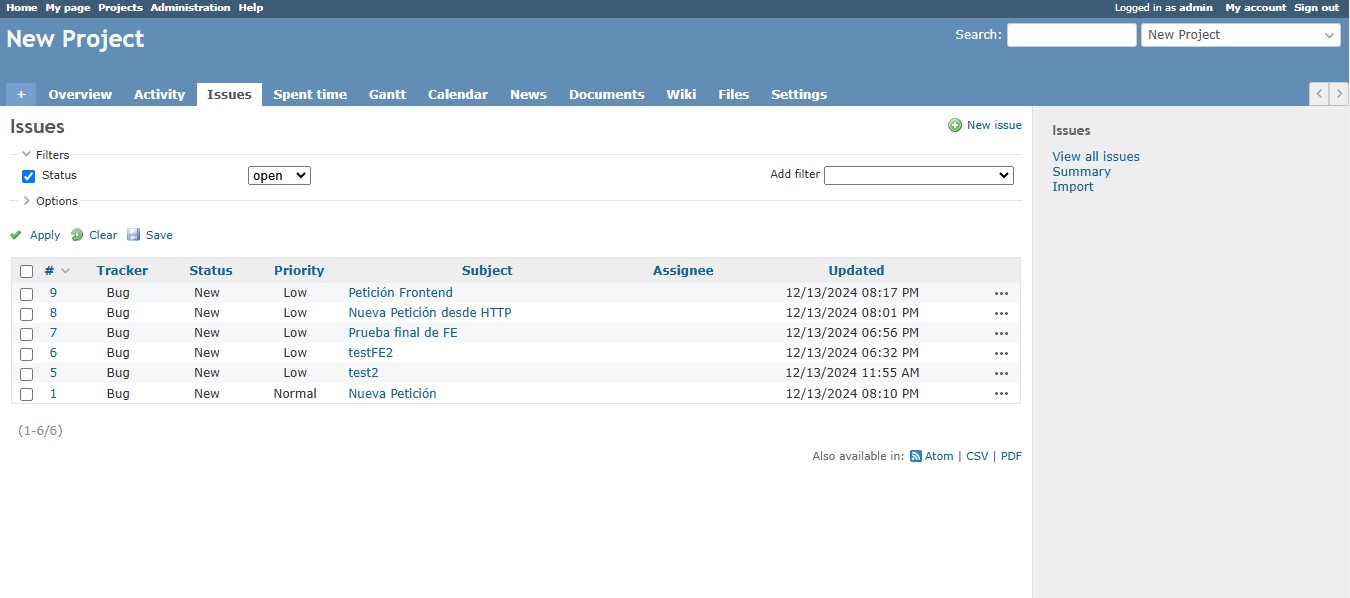 Home My page Projects Administration Help Logged in as admin My account Sign out
New Project Search: New Project
+ Overview Activity Issues Spent time Gantt Calendar News Documents Wiki Files Settings
Issues New issue
Filters
Status open Add filter
Options
Apply Clear Save
# Tracker Status Priority Subject Assignee Updated
9 Bug New Low Petición Frontend 12/13/2024 08:17 PM
8 Bug New Low Nueva Petición desde HTTP 12/13/2024 08:01 PM
7 Bug New Low Prueba final de FE 12/13/2024 06:56 PM
6 Bug New Low testFE2 12/13/2024 06:32 PM
5 Bug New Low test2 12/13/2024 11:55 AM
1 Bug New Normal Nueva Petición 12/13/2024 08:10 PM
(1-6/6)
Also available in: Atom | CSV | PDF
Issues
View all issues
Summary
Import